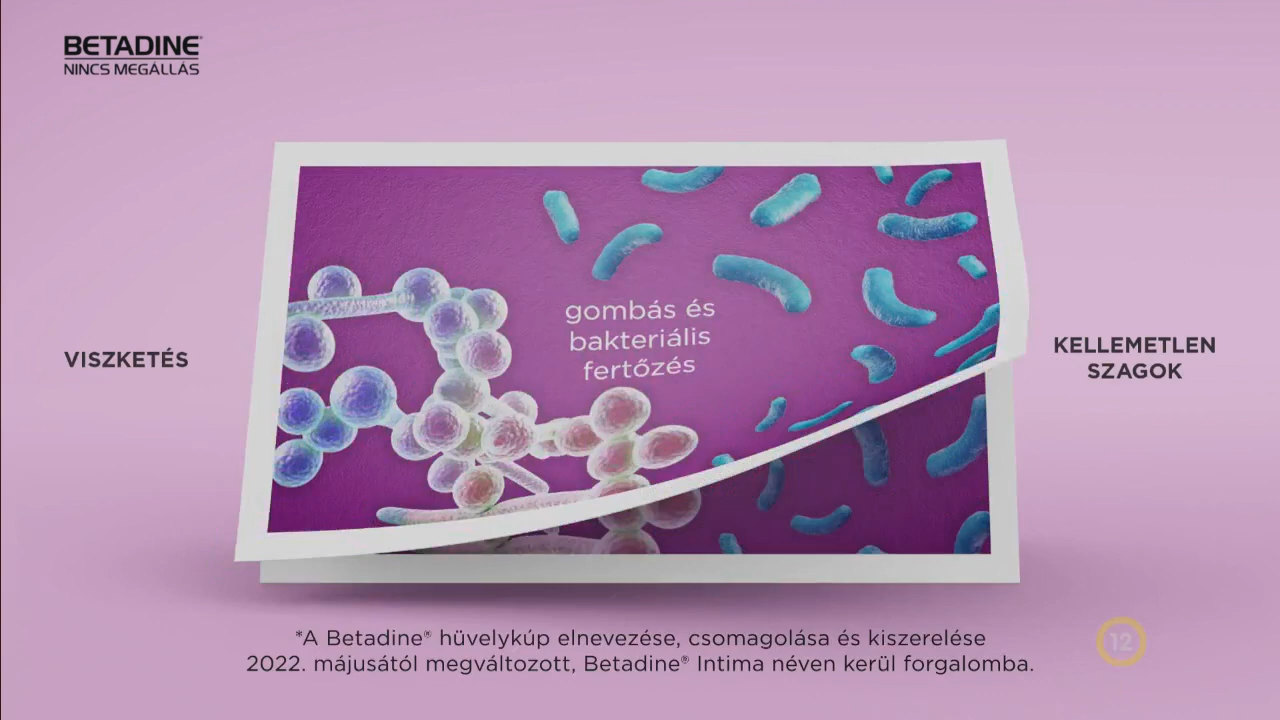 BETADINE®
NINCS MEGÁLLÁS
gombás és
bakteriális
fertőzés
VISZKETÉS
KELLEMETLEN
SZAGOK
*A Betadine® hüvelykúp elnevezése, csomagolása és kiszerelése
2022. májusától megváltozott, Betadine® Intima néven kerül forgalomba.
12